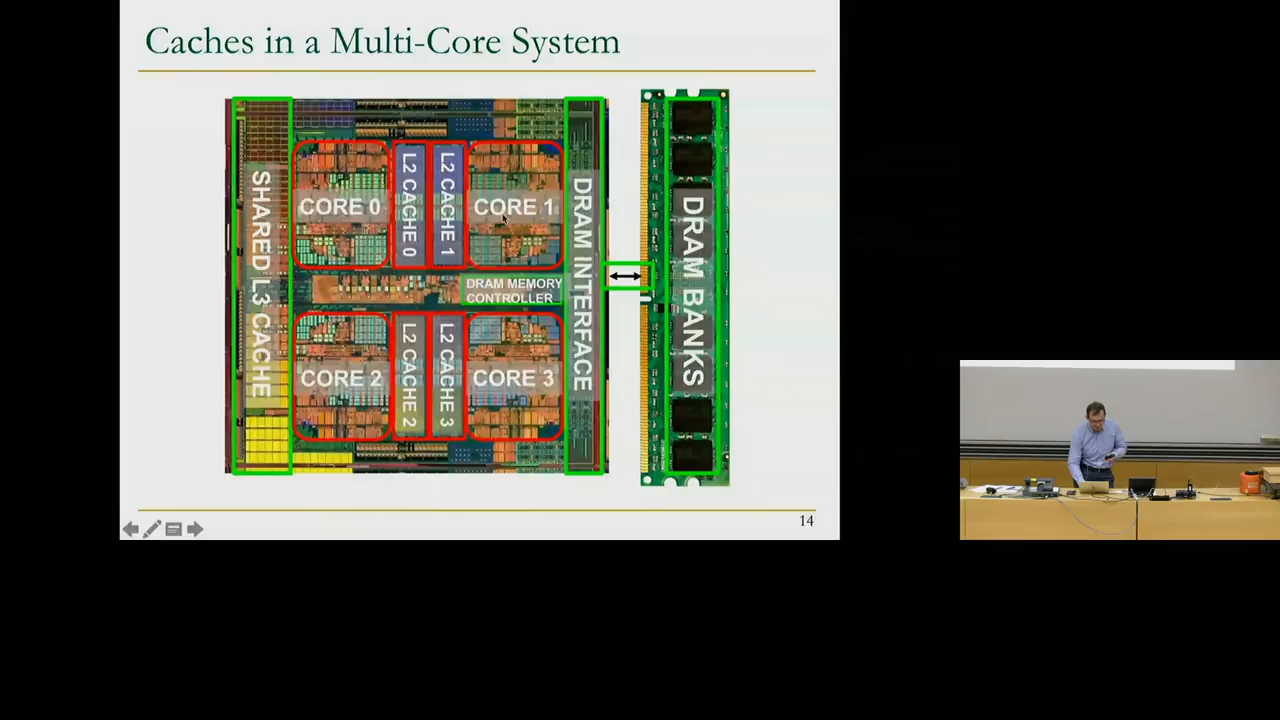 Caches in a Multi-Core System
SHARED L3 CACHE
CORE 0
L2 CACHE 0
L2 CACHE 1
CORE 1
DRAM MEMORY
CONTROLLER
CORE 2
L2 CACHE 2
L2 CACHE 3
CORE 3
DRAM INTERFACE
DRAM BANKS
14